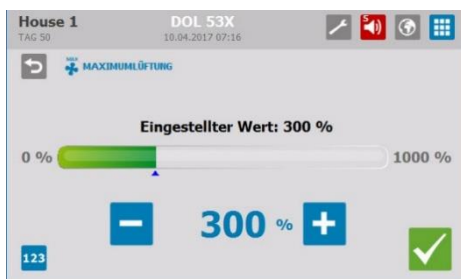 House 1
TAG 50
DOL 53X
10.04.2017 07:16
S
MAXIMUMLÜFTUNG
Eingestellter Wert: 300 %
0 %
1000 %
300 %
123